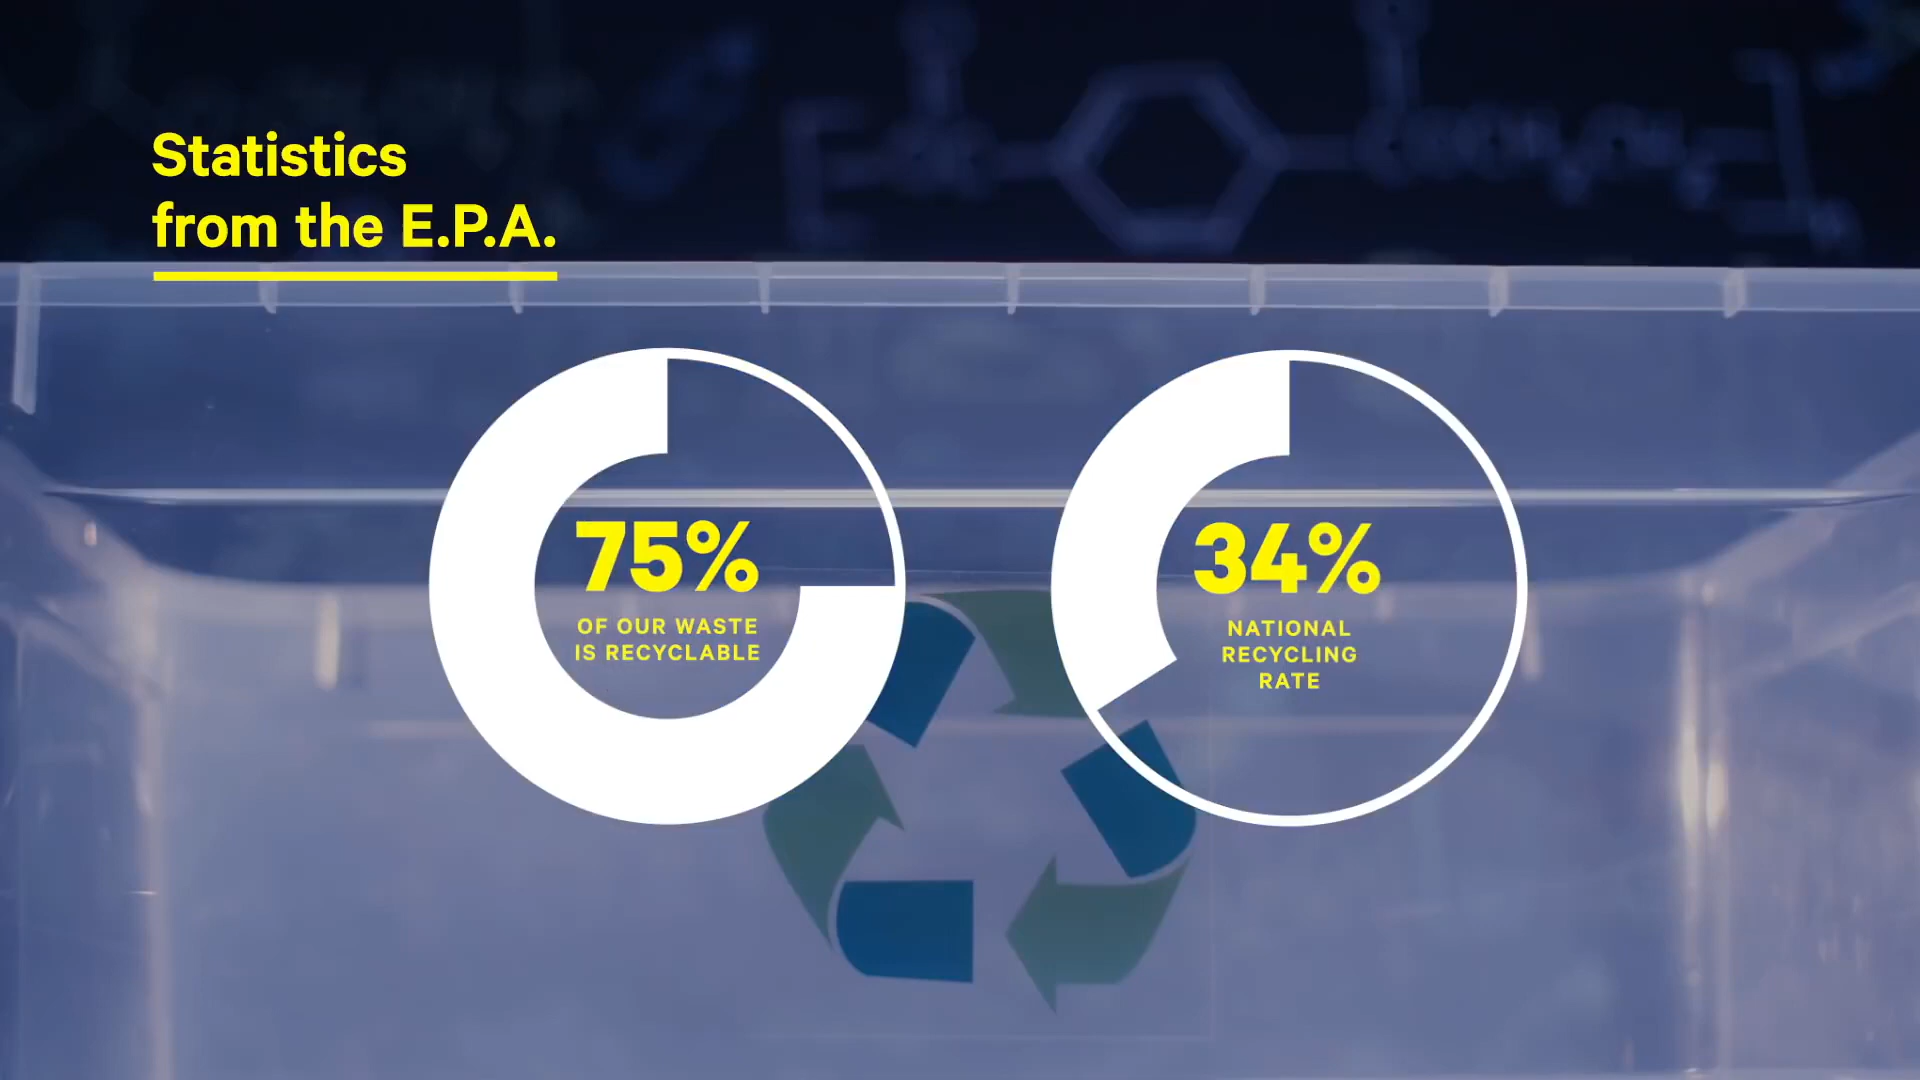 Statistics
from the E.P.A.
75%
OF OUR WASTE
IS RECYCLABLE
34%
NATIONAL
RECYCLING
RATE